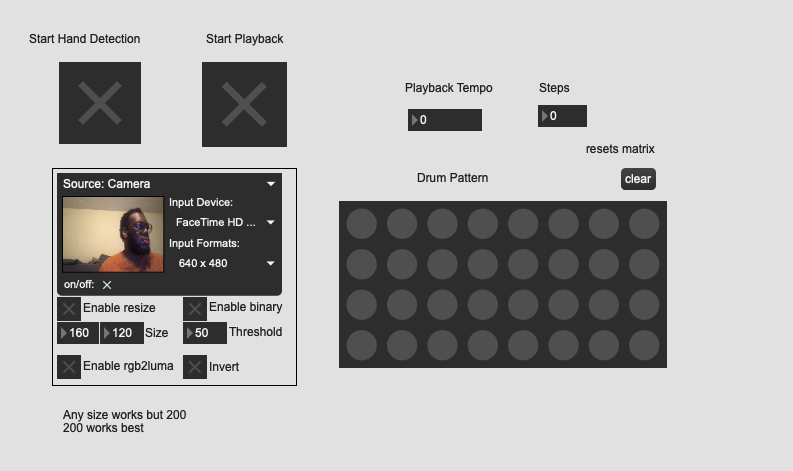 Start Hand Detection
Start Playback
Playback Tempo
Steps
0
0
resets matrix
Drum Pattern
clear
Source: Camera
Input Device:
FaceTime HD ...
Input Formats:
640 x 480
on/off:
Enable resize
Enable binary
160
120
Size
50
Threshold
Enable rgb2luma
Invert
Any size works but 200
200 works best